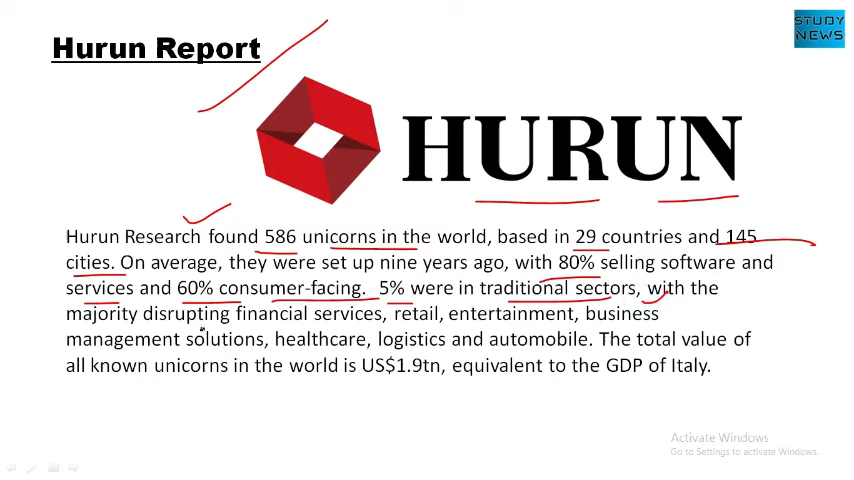 STUDY
NEWS
Hurun Report
HURUN
Hurun Research found 586 unicorns in the world, based in 29 countries and 145
cities. On average, they were set up nine years ago, with 80% selling software and
services and 60% consumer-facing. 5% were in traditional sectors, with the
majority disrupting financial services, retail, entertainment, business
management solutions, healthcare, logistics and automobile. The total value of
all known unicorns in the world is US$1.9tn, equivalent to the GDP of Italy.
Activate Windows
Go to Settings to activate Windows.